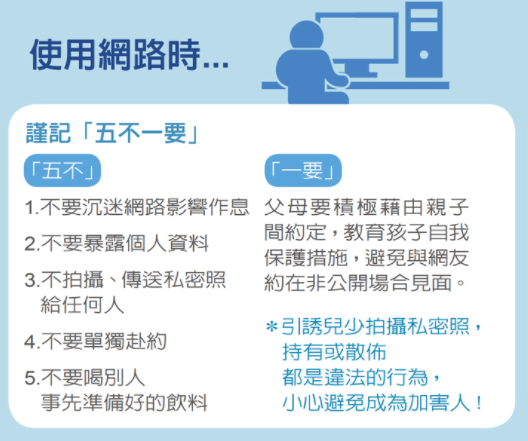 使用網路時...
謹記「五不一要」
「五不」
1.不要沉迷網路影響作息
2.不要暴露個人資料
3.不拍攝、傳送私密照
給任何人
4.不要單獨赴約
5.不要喝別人
事先準備好的飲料
「一要」
父母要積極藉由親子
間約定，教育孩子自我
保護措施，避免與網友
約在非公開場合見面。
＊引誘兒少拍攝私密照，
持有或散佈
都是違法的行為，
小心避免成為加害人！